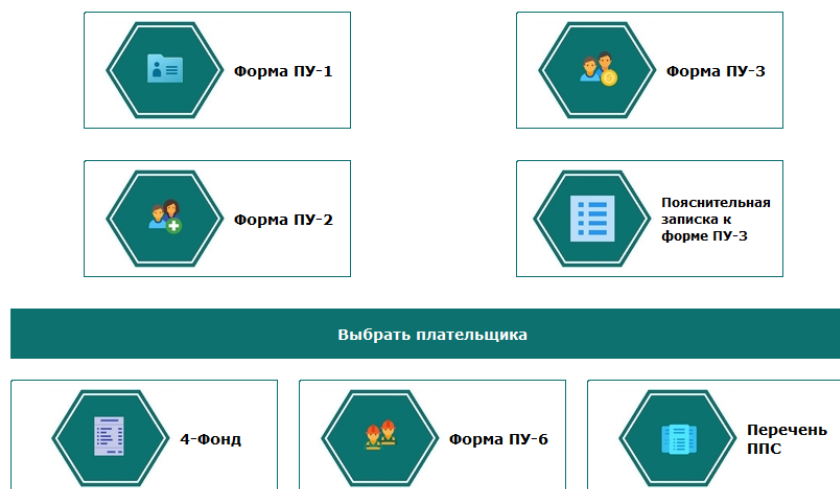 Форма ПУ-1
Форма ПУ-3
Форма ПУ-2
Пояснительная
записка к
форме ПУ-3
Выбрать плательщика
4-Фонд
Форма ПУ-6
Перечень
ППС